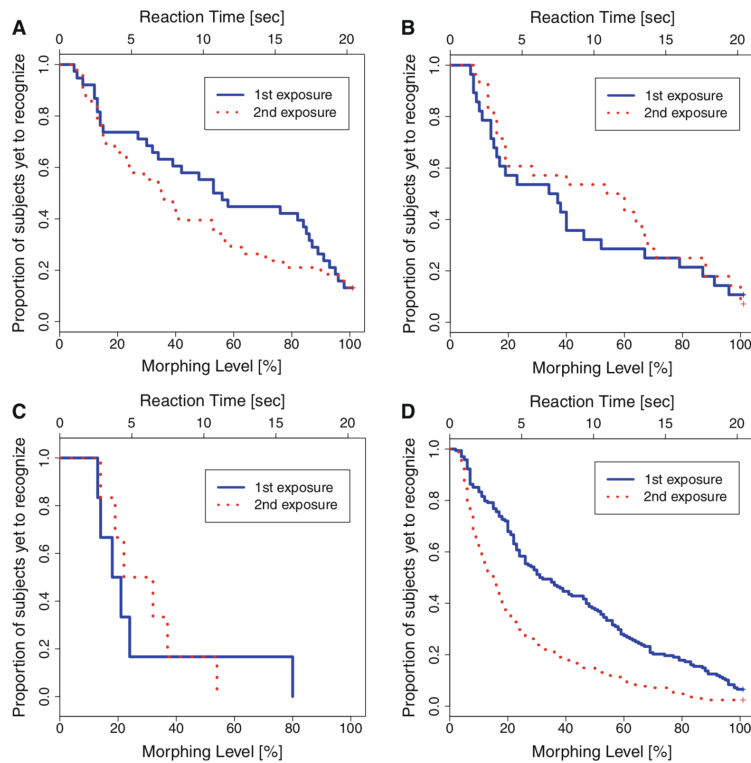 A
Reaction Time [sec]
0 5 10 15 20
Proportion of subjects yet to recognize
1.0
0.8
0.6
0.4
0.2
0.0
1st exposure
2nd exposure
0 20 40 60 80 100
Morphing Level [%]
B
Reaction Time [sec]
0 5 10 15 20
Proportion of subjects yet to recognize
1.0
0.8
0.6
0.4
0.2
0.0
1st exposure
2nd exposure
0 20 40 60 80 100
Morphing Level [%]
C
Reaction Time [sec]
0 5 10 15 20
Proportion of subjects yet to recognize
1.0
0.8
0.6
0.4
0.2
0.0
1st exposure
2nd exposure
0 20 40 60 80 100
Morphing Level [%]
D
Reaction Time [sec]
0 5 10 15 20
Proportion of subjects yet to recognize
1.0
0.8
0.6
0.4
0.2
0.0
1st exposure
2nd exposure
0 20 40 60 80 100
Morphing Level [%]